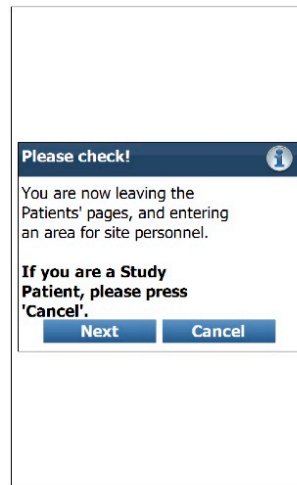 Please check!
You are now leaving the
Patients' pages, and entering
an area for site personnel.
If you are a Study
Patient, please press
'Cancel'.
Next Cancel